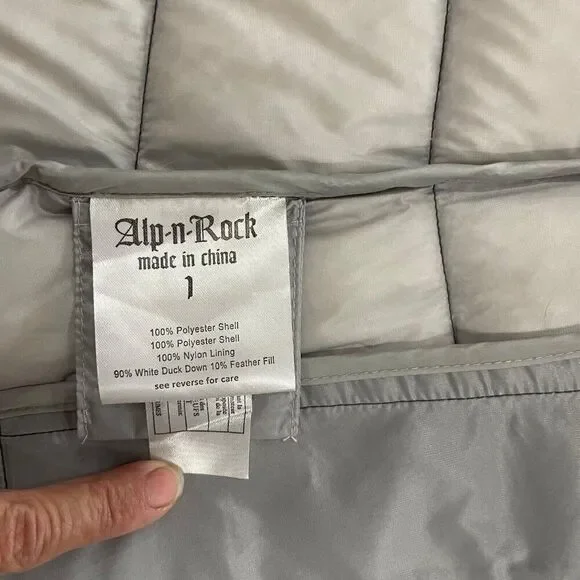 Alp-n-Rock
made in china
1
100% Polyester Shell
100% Polyester Shell
100% Nylon Lining
90% White Duck Down 10% Feather Fill
see reverse for care